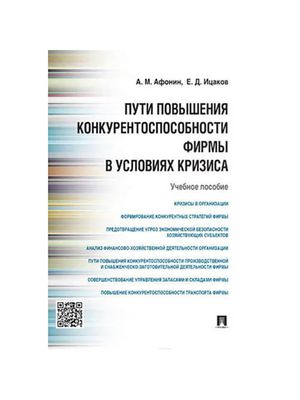 А. М. Афонин, Е. Д. Ицаков
ПУТИ ПОВЫШЕНИЯ
КОНКУРЕНТОСПОСОБНОСТИ
ФИРМЫ
В УСЛОВИЯХ КРИЗИСА
Учебное пособие
КРИЗИСЫ В ОРГАНИЗАЦИИ
ФОРМИРОВАНИЕ КОНКУРЕНТНЫХ СТРАТЕГИЙ ФИРМЫ
ПРЕДОТВРАЩЕНИЕ УГРОЗ ЭКОНОМИЧЕСКОЙ БЕЗОПАСНОСТИ
ХОЗЯЙСТВУЮЩИХ СУБЪЕКТОВ
АНАЛИЗ ФИНАНСОВО-ХОЗЯЙСТВЕННОЙ ДЕЯТЕЛЬНОСТИ ОРГАНИЗАЦИИ
ПУТИ ПОВЫШЕНИЯ КОНКУРЕНТОСПОСОБНОСТИ ПРОИЗВОДСТВЕННОЙ
И СНАБЖЕНЧЕСКО-ЗАГОТОВИТЕЛЬНОЙ ДЕЯТЕЛЬНОСТИ ФИРМЫ
СОВЕРШЕНСТВОВАНИЕ УПРАВЛЕНИЯ ЗАПАСАМИ И СКЛАДАМИ ФИРМЫ
ПОВЫШЕНИЕ КОНКУРЕНТОСПОСОБНОСТИ ТРАНСПОРТА ФИРМЫ
ПРОСПЕКТ